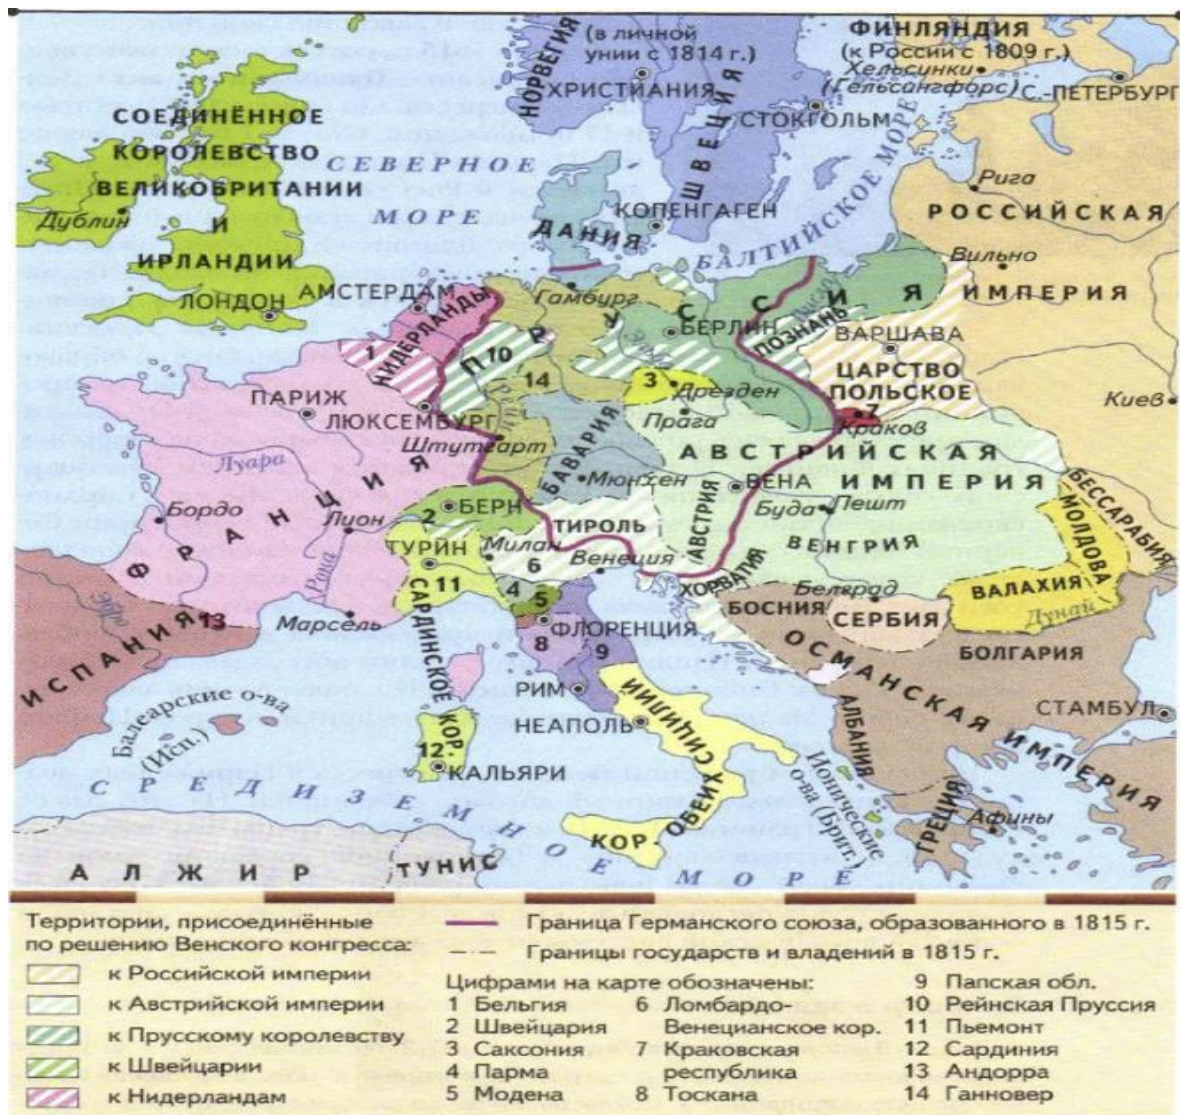 НОРВЕГИЯ
(в личной
унии с 1814 г.)
ХРИСТИАНИЯ
ШВЕЦИЯ
СТОКГОЛЬМ
ФИНЛЯНДИЯ
(к России с 1809 г.)
Хельсинки
(Гельсангфорс)
С.-ПЕТЕРБУРГ
СОЕДИНЁННОЕ
КОРОЛЕВСТВО
ВЕЛИКОБРИТАНИИ
И
ИРЛАНДИИ
Дублин
ЛОНДОН
СЕВЕРНОЕ
МОРЕ
ДАНИЯ
КОПЕНГАГЕН
БАЛТИЙСКОЕ МОРЕ
Рига
РОССИЙСКАЯ
ИМПЕРИЯ
Вильно
Киев
АМСТЕРДАМ
НИДЕРЛАНДЫ
1
Гамбург
ПРУССИЯ
БЕРЛИН
ПОЗНАНЬ
ВАРШАВА
ЦАРСТВО
ПОЛЬСКОЕ
10
14
3
Дрезден
7
Краков
Прага
ПАРИЖ
ЛЮКСЕМБУРГ
Штутгарт
БАВАРИЯ
Мюнхен
АВСТРИЙСКАЯ
ИМПЕРИЯ
ВЕНА
АВСТРИЯ
Буда
Пешт
ВЕНГРИЯ
Луара
ФРАНЦИЯ
Бордо
Лион
Рона
Марсель
БЕРН
2
ТИРОЛЬ
ТУРИН
Милан
6
Венеция
ХОРВАТИЯ
Белград
БЕССАРАБИЯ
МОЛДОВА
ВАЛАХИЯ
Дунай
11
4
5
8
9
ФЛОРЕНЦИЯ
БОСНИЯ
СЕРБИЯ
БОЛГАРИЯ
ОСМАНСКАЯ ИМПЕРИЯ
СТАМБУЛ
ИСПАНИЯ
Эбро
13
Балеарские о-ва
(Исп.)
САРДИНСКОЕ КОР.
12
КАЛЬЯРИ
РИМ
НЕАПОЛЬ
КОР. ОБЕИХ СИЦИЛИЙ
АЛБАНИЯ
ГРЕЦИЯ
Афины
Ионические
о-ва (Брит.)
СРЕДИЗЕМНОЕ МОРЕ
АЛЖИР
ТУНИС
Территории, присоединённые
по решению Венского конгресса:
к Российской империи
к Австрийской империи
к Прусскому королевству
к Швейцарии
к Нидерландам
Граница Германского союза, образованного в 1815 г.
Границы государств и владений в 1815 г.
Цифрами на карте обозначены:
1 Бельгия
2 Швейцария
3 Саксония
4 Парма
5 Модена
6 Ломбардо-
Венецианское кор.
7 Краковская
республика
8 Тоскана
9 Папская обл.
10 Рейнская Пруссия
11 Пьемонт
12 Сардиния
13 Андорра
14 Ганновер